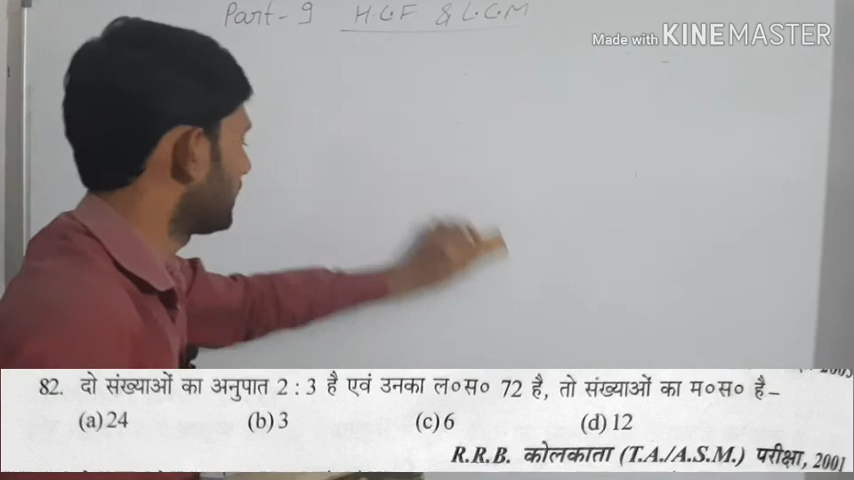 Part - 9 H.C.F & L.C.M
Made with KINEMASTER
82. दो संख्याओं का अनुपात 2 : 3 है एवं उनका ल०स० 72 है, तो संख्याओं का म०स० है–
(a) 24 (b) 3 (c) 6 (d) 12
R.R.B. कोलकाता (T.A./A.S.M.) परीक्षा, 2001